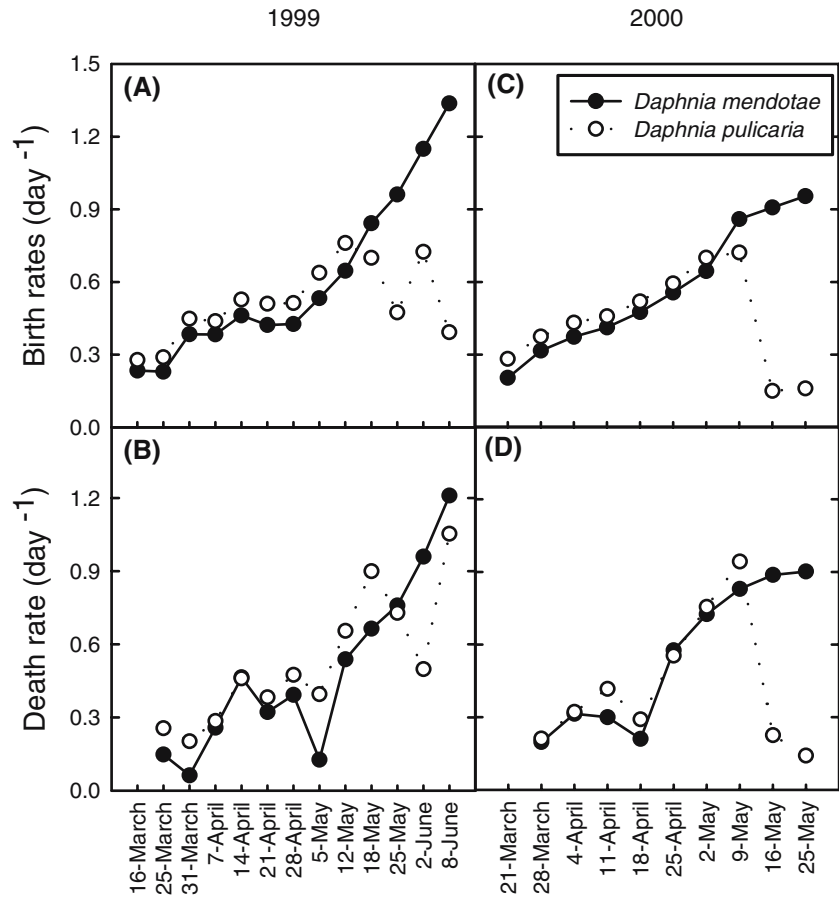 1999
2000
(A)
(C)
Daphnia mendotae
Daphnia pulicaria
Birth rates (day -1)
1.5
1.2
0.9
0.6
0.3
0.0
(B)
(D)
Death rate (day -1)
1.2
0.9
0.6
0.3
0.0
16-March
25-March
31-March
7-April
14-April
21-April
28-April
5-May
12-May
18-May
25-May
2-June
8-June
21-March
28-March
4-April
11-April
18-April
25-April
2-May
9-May
16-May
25-May